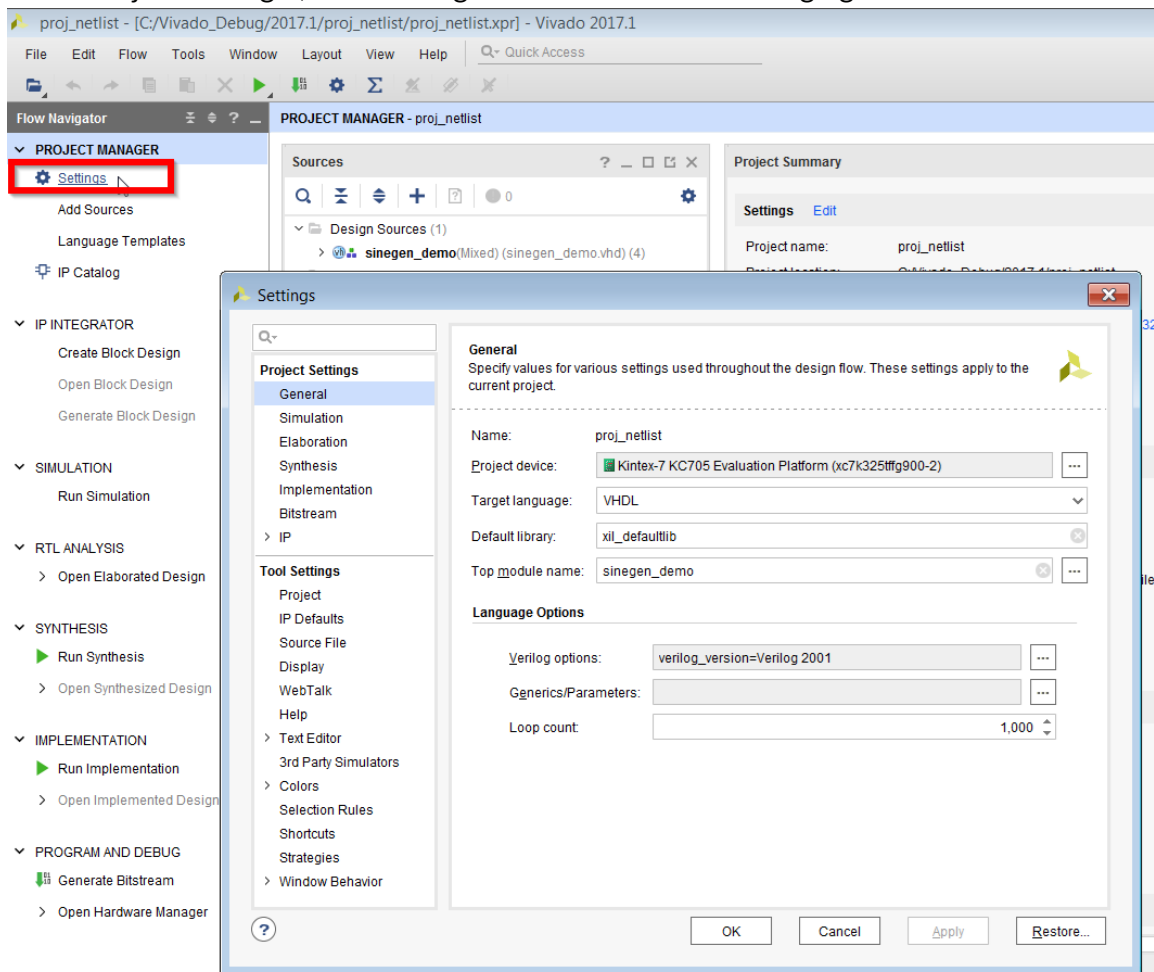 proj_netlist - [C:/Vivado_Debug/2017.1/proj_netlist/proj_netlist.xpr] - Vivado 2017.1
File Edit Flow Tools Window Layout View Help Quick Access
Flow Navigator
PROJECT MANAGER
Settings
Add Sources
Language Templates
IP Catalog
IP INTEGRATOR
Create Block Design
Open Block Design
Generate Block Design
SIMULATION
Run Simulation
RTL ANALYSIS
Open Elaborated Design
SYNTHESIS
Run Synthesis
Open Synthesized Design
IMPLEMENTATION
Run Implementation
Open Implemented Design
PROGRAM AND DEBUG
Generate Bitstream
Open Hardware Manager
PROJECT MANAGER - proj_netlist
Sources
0
Design Sources (1)
sinegen_demo(Mixed) (sinegen_demo.vhd) (4)
Project Summary
Settings Edit
Project name: proj_netlist
Settings
Project Settings
General
Simulation
Elaboration
Synthesis
Implementation
Bitstream
IP
Tool Settings
Project
IP Defaults
Source File
Display
WebTalk
Help
Text Editor
3rd Party Simulators
Colors
Selection Rules
Shortcuts
Strategies
Window Behavior
General
Specify values for various settings used throughout the design flow. These settings apply to the
current project.
Name: proj_netlist
Project device: Kintex-7 KC705 Evaluation Platform (xc7k325tffg900-2)
Target language: VHDL
Default library: xil_defaultlib
Top module name: sinegen_demo
Language Options
Verilog options: verilog_version=Verilog 2001
Generics/Parameters:
Loop count: 1,000
OK Cancel Apply Restore...